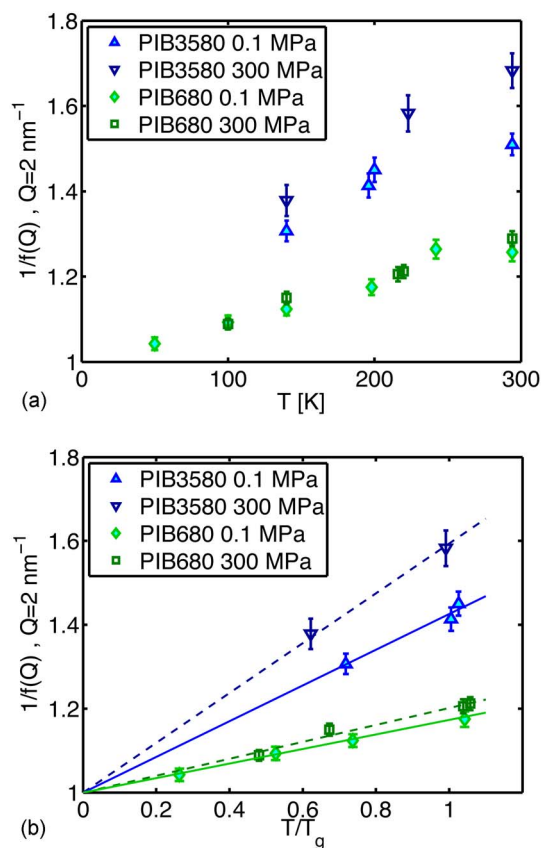 1.8
1.6
1.4
1.2
1
PIB3580 0.1 MPa
PIB3580 300 MPa
PIB680 0.1 MPa
PIB680 300 MPa
1/f(Q) , Q=2 nm⁻¹
0 100 200 300
T [K]
(a)
1.8
1.6
1.4
1.2
1
PIB3580 0.1 MPa
PIB3580 300 MPa
PIB680 0.1 MPa
PIB680 300 MPa
1/f(Q) , Q=2 nm⁻¹
0 0.2 0.4 0.6 0.8 1
T/Tg
(b)